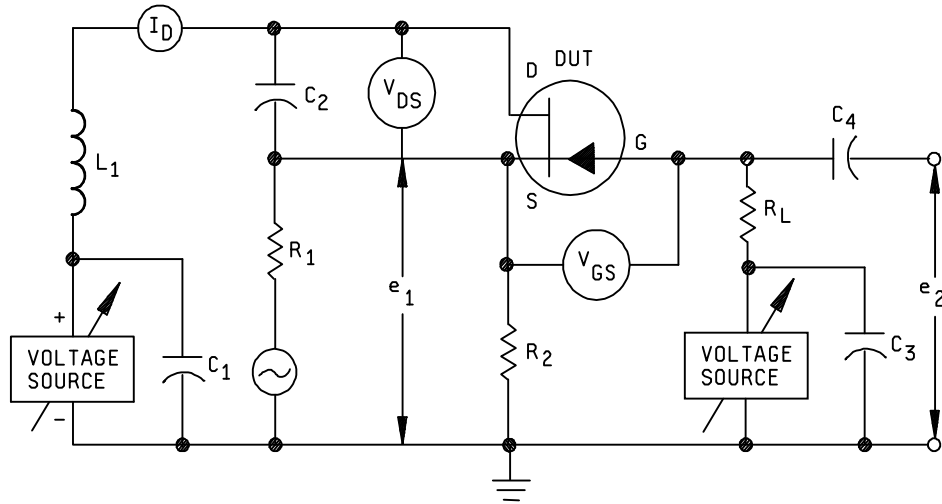 I_D
D DUT
V_DS
C_2
C_4
G
L_1
S
R_L
R_1
V_GS
e_1
e_2
+
VOLTAGE
SOURCE
-
C_1
R_2
VOLTAGE
SOURCE
C_3